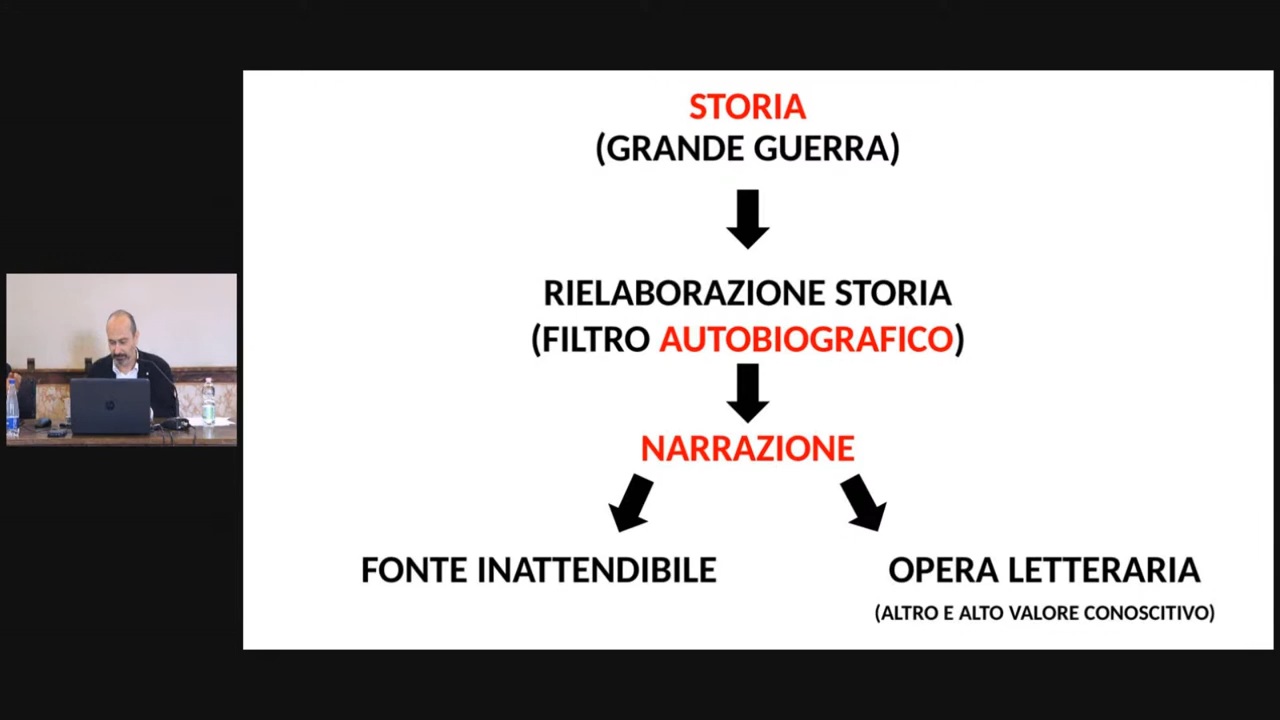 STORIA
(GRANDE GUERRA)
RIELABORAZIONE STORIA
(FILTRO AUTOBIOGRAFICO)
NARRAZIONE
FONTE INATTENDIBILE
OPERA LETTERARIA
(ALTRO E ALTO VALORE CONOSCITIVO)